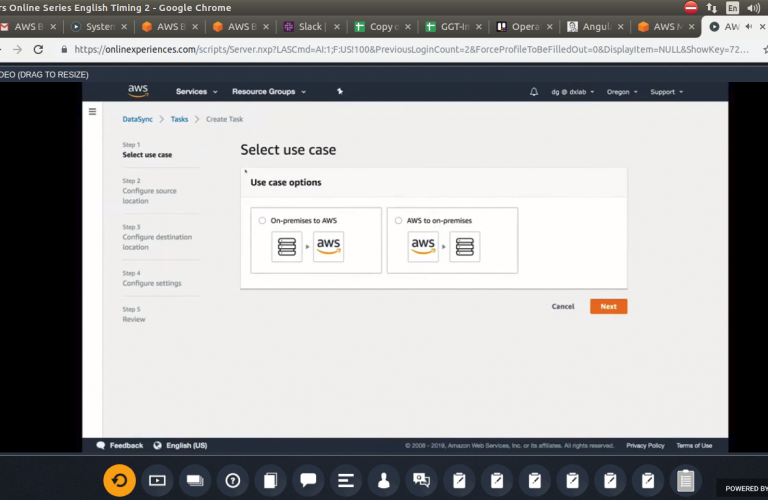 rs Online Series English Timing 2 - Google Chrome
En
AWS B
System
AWS B
AWS B
Slack |
Copy o
GGT-In
Opera
Angul
AWS M
AW
https://onlinexperiences.com/scripts/Server.nxp?LASCmd=AI:1;F:US!100&PreviousLoginCount=2&ForceProfileToBeFilledOut=0&DisplayItem=NULL&ShowKey=72...
DEO (DRAG TO RESIZE)
aws Services Resource Groups dg @ dxlab Oregon Support
DataSync > Tasks > Create Task
Step 1
Select use case
Step 2
Configure source
location
Step 3
Configure destination
location
Step 4
Configure settings
Step 5
Review
Select use case
Use case options
On-premises to AWS
aws
AWS to on-premises
aws
Cancel Next
Feedback English (US) © 2008 - 2019, Amazon Web Services, Inc. or its affiliates. All rights reserved. Privacy Policy Terms of Use
POWERED BY